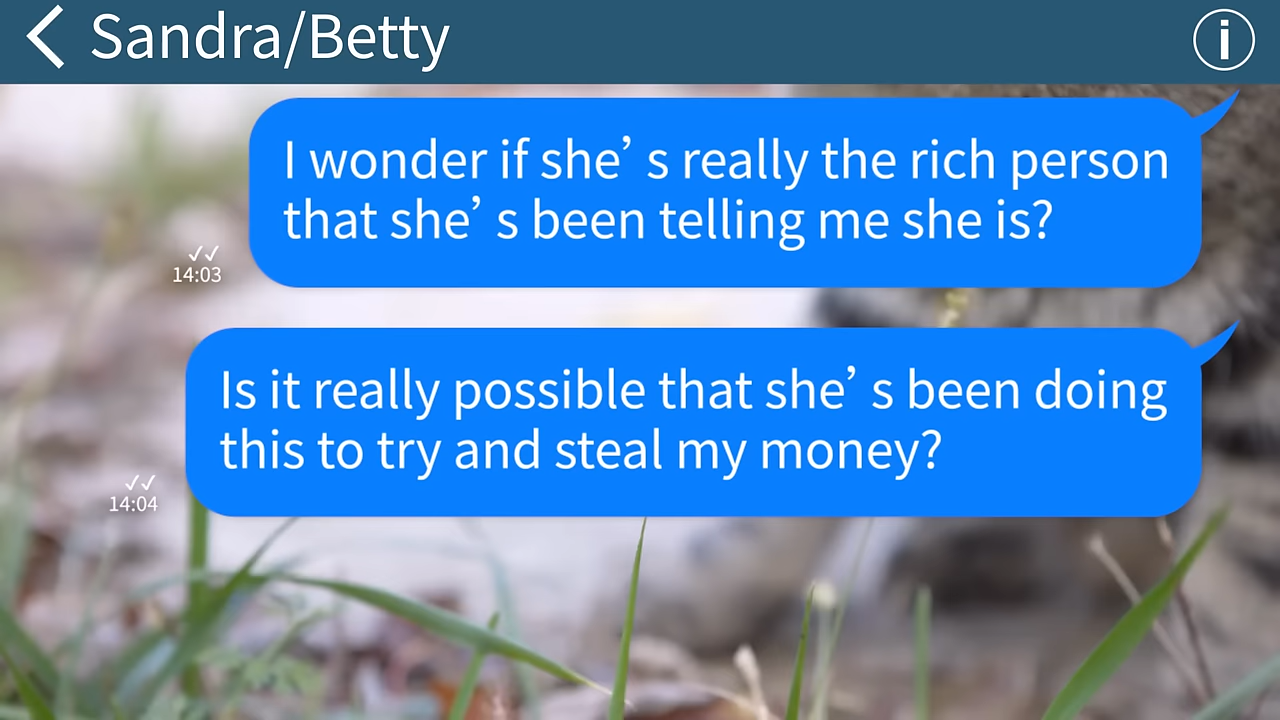 Sandra/Betty
I wonder if she’s really the rich person
that she’s been telling me she is?
14:03
Is it really possible that she’s been doing
this to try and steal my money?
14:04